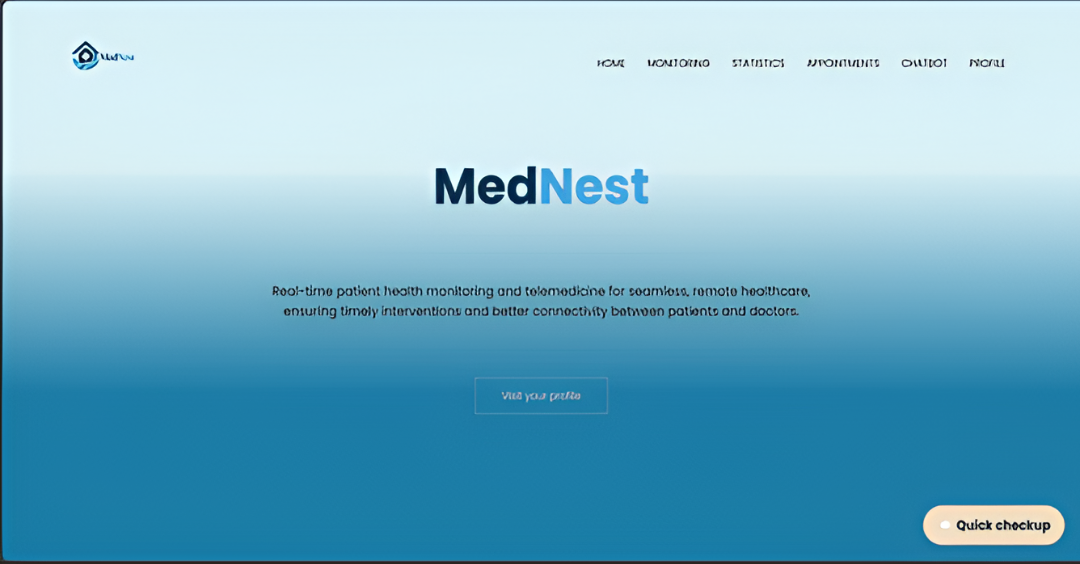 MedNest
HOME MONITORING STATISTICS APPOINTMENTS CHATBOT PROFILE
MedNest
Real-time patient health monitoring and telemedicine for seamless, remote healthcare,
ensuring timely interventions and better connectivity between patients and doctors.
Visit your profile
Quick checkup